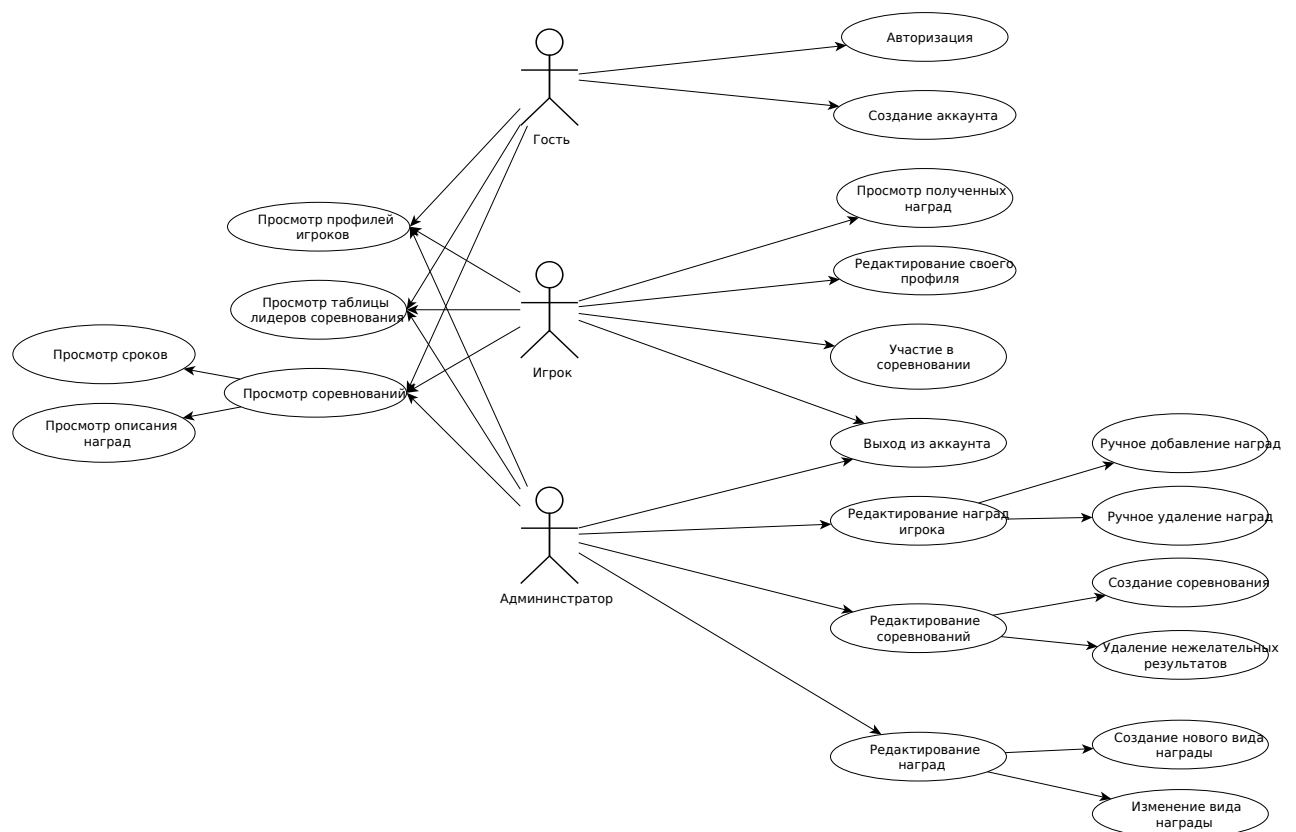 Авторизация
Создание аккаунта
Гость
Просмотр полученных
наград
Просмотр профилей
игроков
Редактирование своего
профиля
Просмотр таблицы
лидеров соревнования
Участие в
соревновании
Просмотр сроков
Игрок
Просмотр соревнований
Просмотр описания
наград
Выход из аккаунта
Ручное добавление наград
Редактирование наград
игрока
Ручное удаление наград
Админинстратор
Создание соревнования
Редактирование
соревнований
Удаление нежелательных
результатов
Редактирование
наград
Создание нового вида
награды
Изменение вида
награды